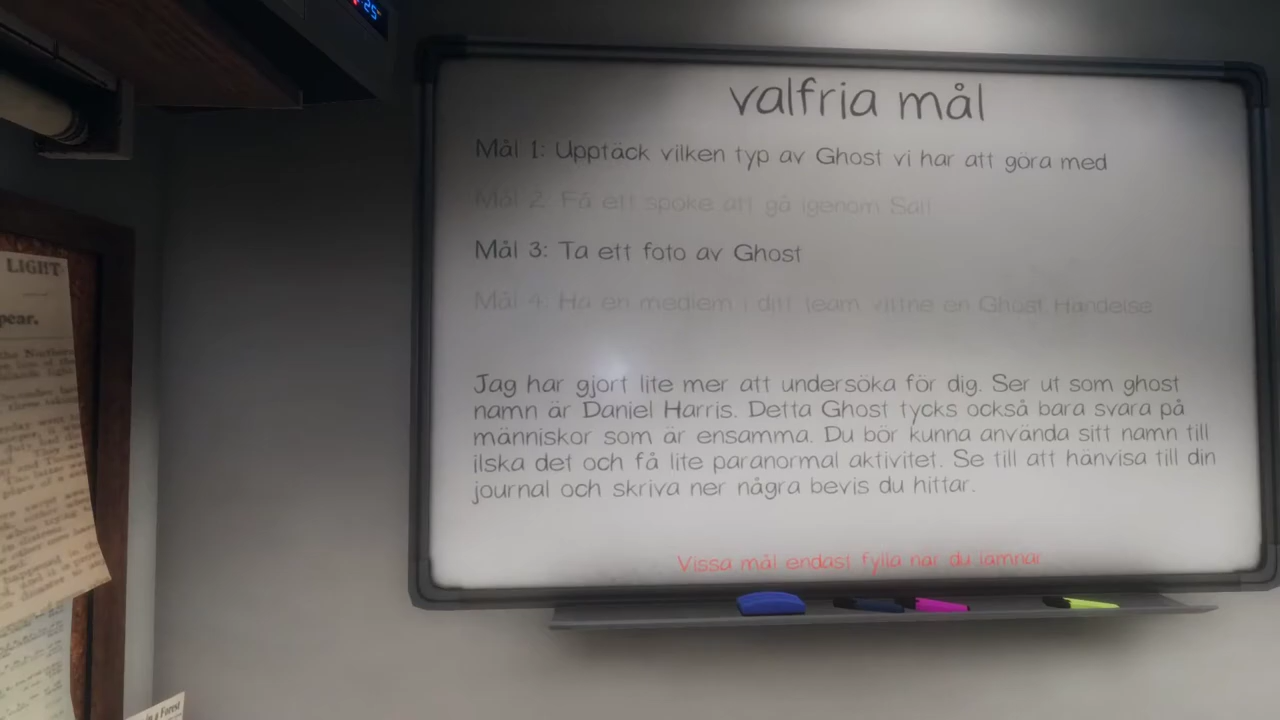 25
valfria mål
Mål 1: Upptäck vilken typ av Ghost vi har att göra med
Mål 2: Få ett spöke att gå igenom Salt
Mål 3: Ta ett foto av Ghost
Mål 4: Ha en medlem i ditt team vittne en Ghost Händelse
Jag har gjort lite mer att undersöka för dig. Ser ut som ghost
namn är Daniel Harris. Detta Ghost tycks också bara svara på
människor som är ensamma. Du bör kunna använda sitt namn till
ilska det och få lite paranormal aktivitet. Se till att hänvisa till din
journal och skriva ner några bevis du hittar.
Vissa mål endast fylla när du lämnar
LIGHT
pear.
in a Forest